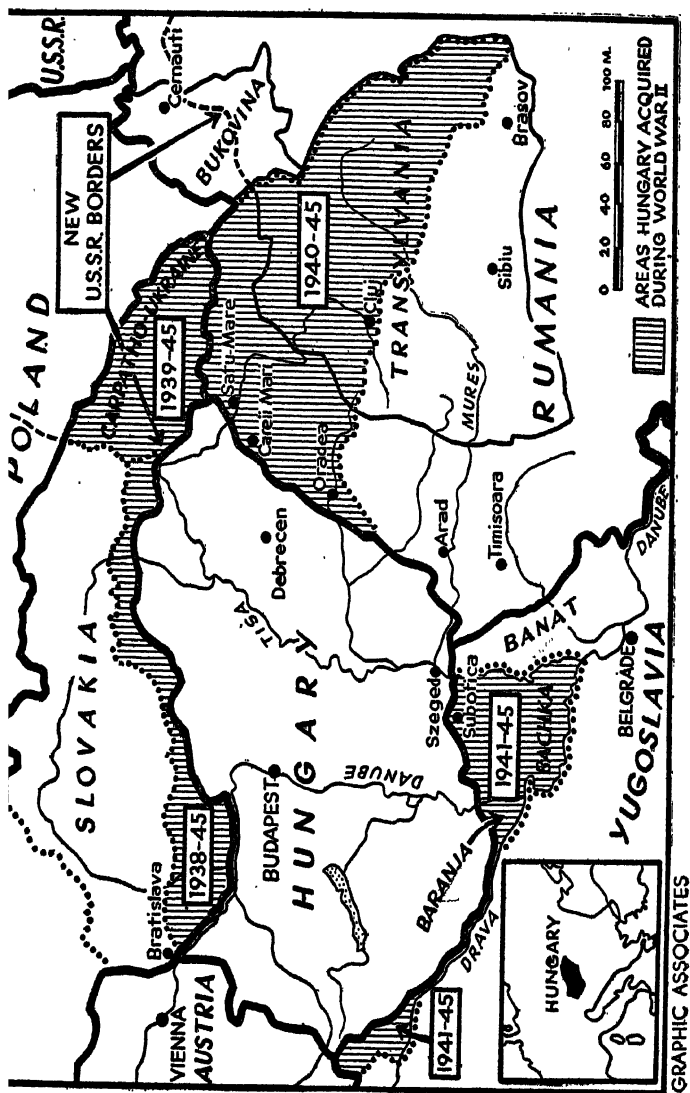 POLAND
U.S.S.R.
NEW
U.S.S.R. BORDERS
Cernauti
BUKOVINA
SLOVAKIA
CARPATHO-UKRAINE
1939-45
Bratislava
1938-45
VIENNA
AUSTRIA
Satu-Mare
Careii Mari
1940-45
Oradea
Cluj
TRANSYLVANIA
BUDAPEST
HUNGARY
DANUBE
TISA
Debrecen
MURES
Brasov
Sibiu
Arad
Timisoara
RUMANIA
Szeged
Subotica
BARANJA
DRAVA
1941-45
1941-45
BACHKA
BANAT
BELGRADE
YUGOSLAVIA
DANUBE
HUNGARY
0 20 40 60 80 100 M.
AREAS HUNGARY ACQUIRED
DURING WORLD WAR II
GRAPHIC ASSOCIATES